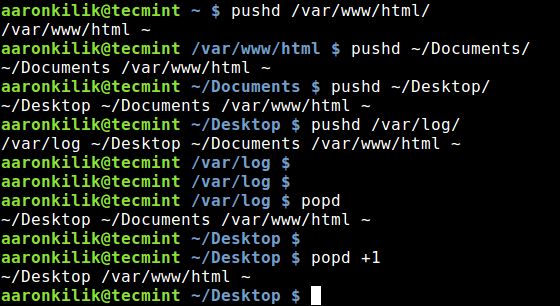 aaronkilik@tecmint ~ $ pushd /var/www/html/
/var/www/html ~
aaronkilik@tecmint /var/www/html $ pushd ~/Documents/
~/Documents /var/www/html ~
aaronkilik@tecmint ~/Documents $ pushd ~/Desktop/
~/Desktop ~/Documents /var/www/html ~
aaronkilik@tecmint ~/Desktop $ pushd /var/log/
/var/log ~/Desktop ~/Documents /var/www/html ~
aaronkilik@tecmint /var/log $
aaronkilik@tecmint /var/log $
aaronkilik@tecmint /var/log $ popd
~/Desktop ~/Documents /var/www/html ~
aaronkilik@tecmint ~/Desktop $
aaronkilik@tecmint ~/Desktop $ popd +1
~/Desktop /var/www/html ~
aaronkilik@tecmint ~/Desktop $